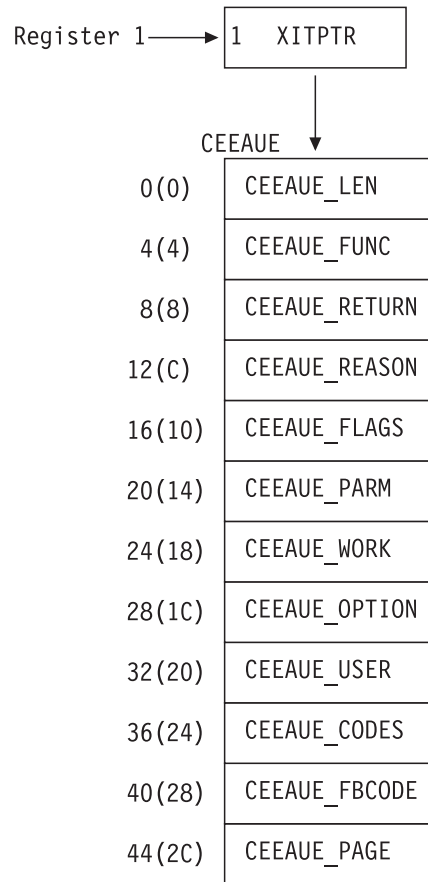 Register 1 1 XITPTR
CEEAUE
0(0) CEEAUE_LEN
4(4) CEEAUE_FUNC
8(8) CEEAUE_RETURN
12(C) CEEAUE_REASON
16(10) CEEAUE_FLAGS
20(14) CEEAUE_PARM
24(18) CEEAUE_WORK
28(1C) CEEAUE_OPTION
32(20) CEEAUE_USER
36(24) CEEAUE_CODES
40(28) CEEAUE_FBCODE
44(2C) CEEAUE_PAGE